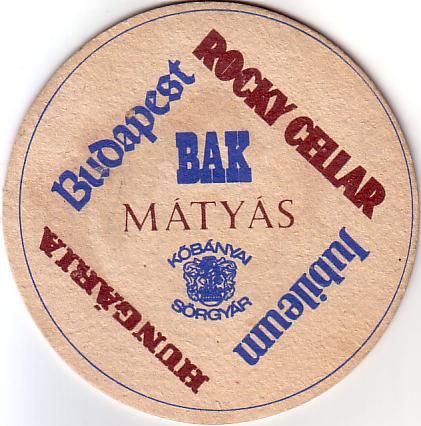 Budapest
ROCKY CELLAR
BAK
MÁTYÁS
KŐBÁNYAI
SÖRGYÁR
HUNGÁRIA
Jubileum